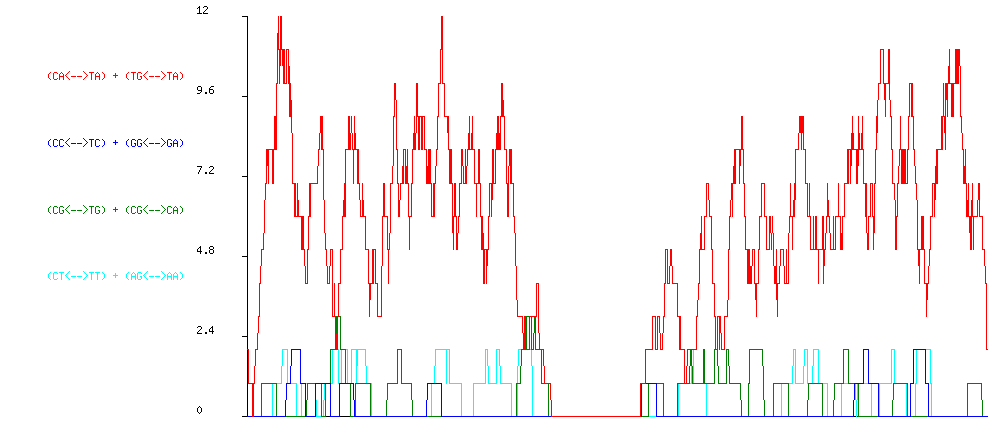 12
(CA<-->TA) + (TG<-->TA)
9.6
(CC<-->TC) + (GG<-->GA)
7.2
(CG<-->TG) + (CG<-->CA)
4.8
(CT<-->TT) + (AG<-->AA)
2.4
0